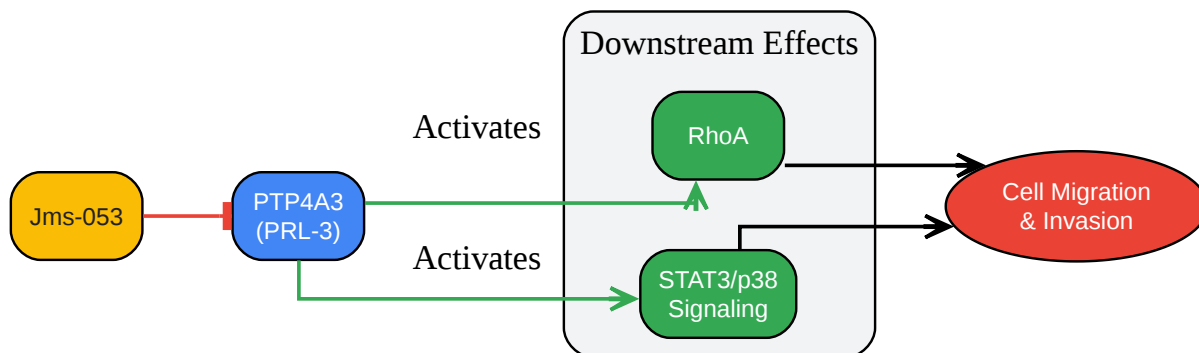 Downstream Effects
Activates
RhoA
Jms-053
PTP4A3
(PRL-3)
Cell Migration
& Invasion
Activates
STAT3/p38
Signaling